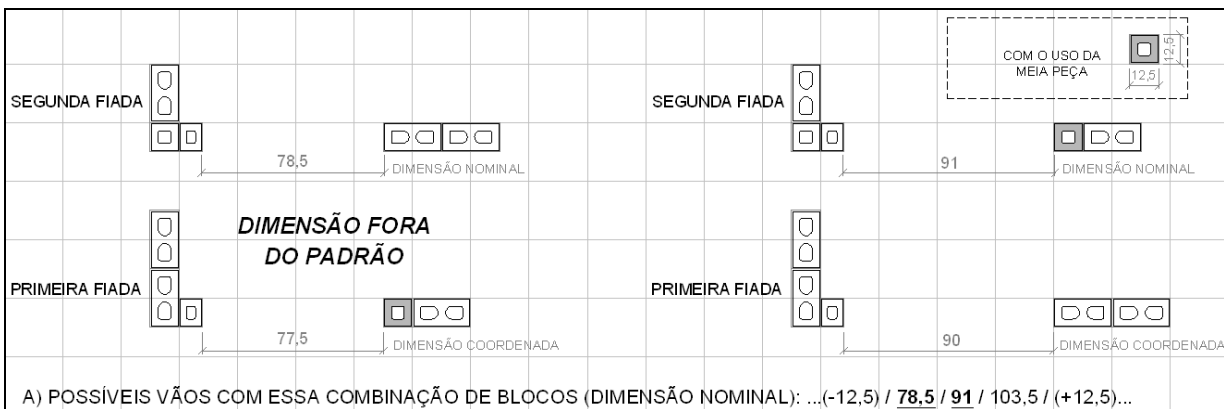 COM O USO DA
MEIA PEÇA
12,5
12,5
SEGUNDA FIADA
78,5
DIMENSÃO NOMINAL
SEGUNDA FIADA
91
DIMENSÃO NOMINAL
DIMENSÃO FORA
DO PADRÃO
PRIMEIRA FIADA
77,5
DIMENSÃO COORDENADA
PRIMEIRA FIADA
90
DIMENSÃO COORDENADA
A) POSSÍVEIS VÃOS COM ESSA COMBINAÇÃO DE BLOCOS (DIMENSÃO NOMINAL): ...(-12,5) / 78,5 / 91 / 103,5 / (+12,5)...